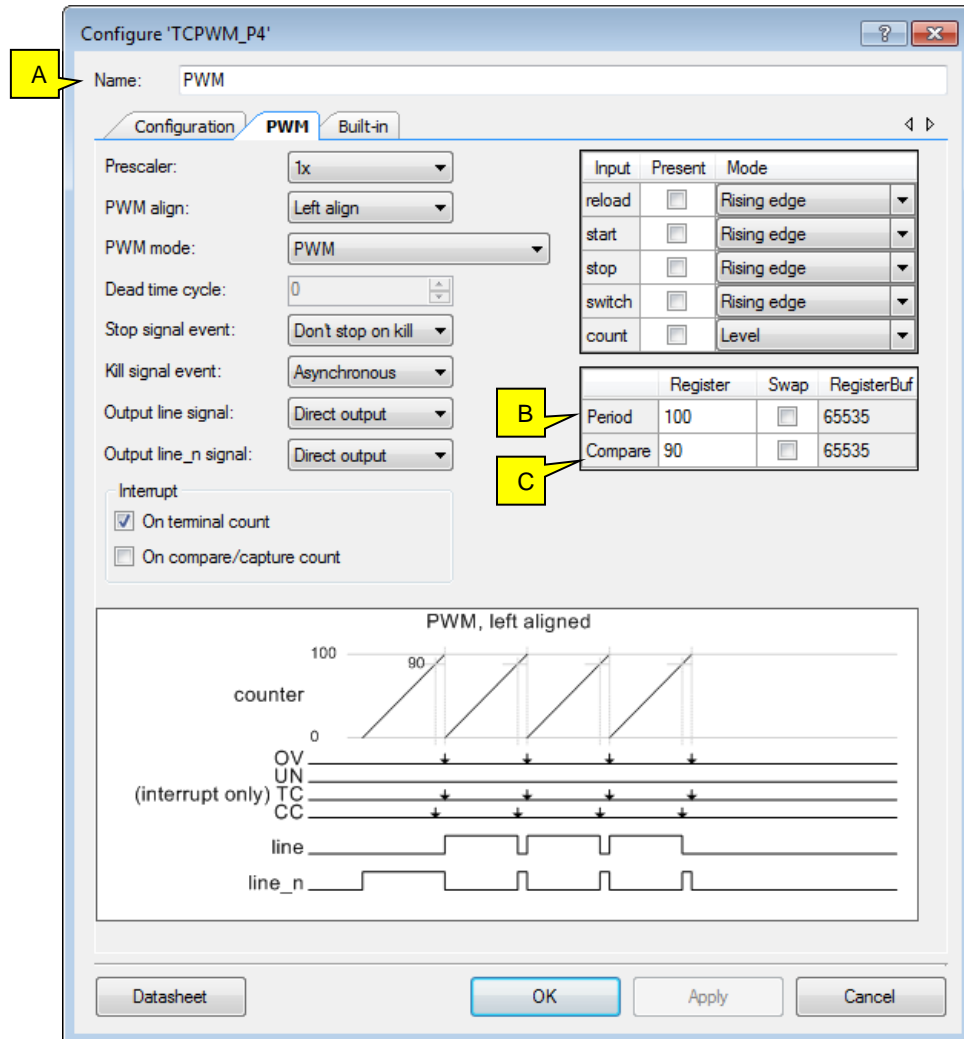 Configure 'TCPWM_P4'
A
Name: PWM
Configuration PWM Built-in
Prescaler: 1x
PWM align: Left align
PWM mode: PWM
Dead time cycle: 0
Stop signal event: Don't stop on kill
Kill signal event: Asynchronous
Output line signal: Direct output
Output line_n signal: Direct output
Interrupt
On terminal count
On compare/capture count
Input Present Mode
reload Rising edge
start Rising edge
stop Rising edge
switch Rising edge
count Level
Register Swap RegisterBuf
B
Period 100 65535
Compare 90 65535
C
PWM, left aligned
100
90
counter
0
OV
UN
(interrupt only) TC
CC
line
line_n
Datasheet OK Apply Cancel